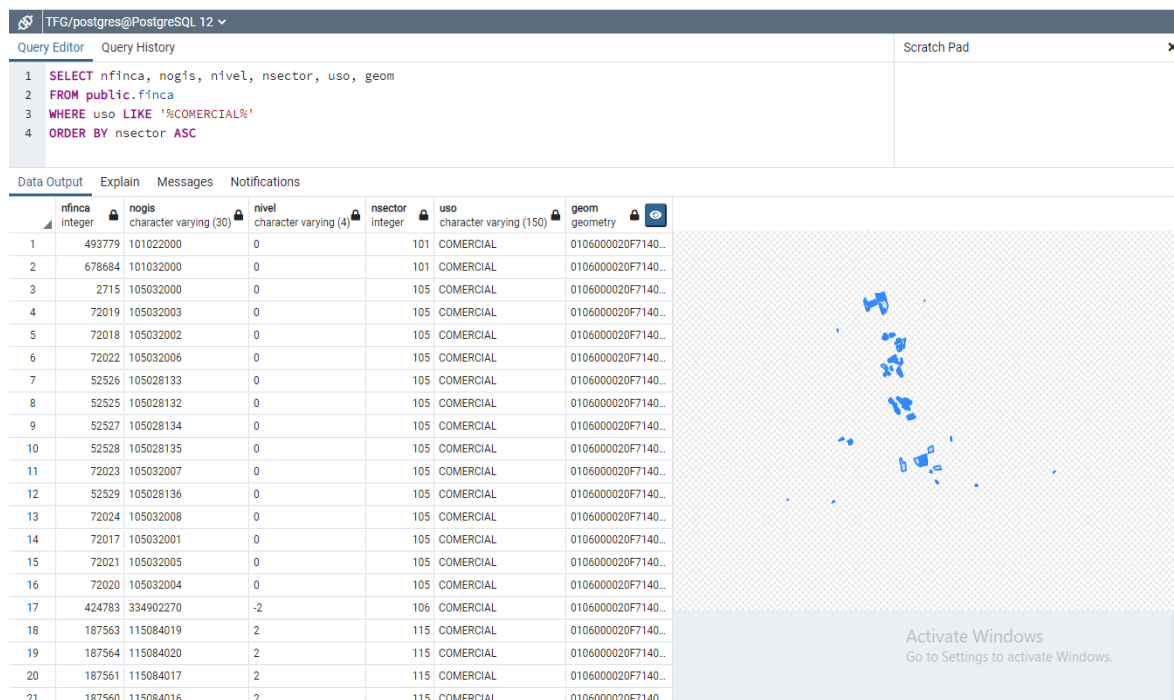 TFG/postgres@PostgreSQL 12
Query Editor Query History Scratch Pad
1 SELECT nfinca, nogis, nivel, nsector, uso, geom
2 FROM public.finca
3 WHERE uso LIKE '%COMERCIAL%'
4 ORDER BY nsector ASC
Data Output Explain Messages Notifications
nfinca nogis nivel nsector uso geom
integer character varying (30) character varying (4) integer character varying (150) geometry
1 493779 101022000 0 101 COMERCIAL 0106000020F7140...
2 678684 101032000 0 101 COMERCIAL 0106000020F7140...
3 2715 105032000 0 105 COMERCIAL 0106000020F7140...
4 72019 105032003 0 105 COMERCIAL 0106000020F7140...
5 72018 105032002 0 105 COMERCIAL 0106000020F7140...
6 72022 105032006 0 105 COMERCIAL 0106000020F7140...
7 52526 105028133 0 105 COMERCIAL 0106000020F7140...
8 52525 105028132 0 105 COMERCIAL 0106000020F7140...
9 52527 105028134 0 105 COMERCIAL 0106000020F7140...
10 52528 105028135 0 105 COMERCIAL 0106000020F7140...
11 72023 105032007 0 105 COMERCIAL 0106000020F7140...
12 52529 105028136 0 105 COMERCIAL 0106000020F7140...
13 72024 105032008 0 105 COMERCIAL 0106000020F7140...
14 72017 105032001 0 105 COMERCIAL 0106000020F7140...
15 72021 105032005 0 105 COMERCIAL 0106000020F7140...
16 72020 105032004 0 105 COMERCIAL 0106000020F7140...
17 424783 334902270 -2 106 COMERCIAL 0106000020F7140...
18 187563 115084019 2 115 COMERCIAL 0106000020F7140...
19 187564 115084020 2 115 COMERCIAL 0106000020F7140...
20 187561 115084017 2 115 COMERCIAL 0106000020F7140...
21 187560 115084016 2 115 COMERCIAL 0106000020F7140
Activate Windows
Go to Settings to activate Windows.